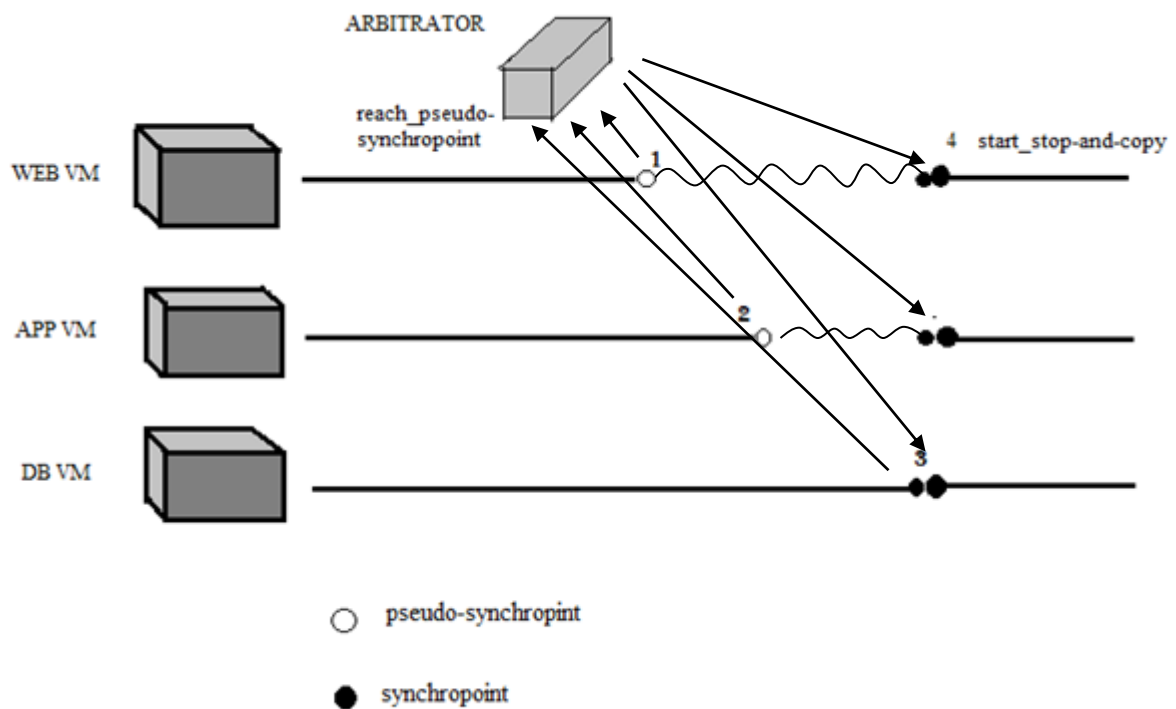 ARBITRATOR
reach_pseudo-
synchropoint
1
4 start_stop-and-copy
WEB VM
2
APP VM
3
DB VM
pseudo-synchropint
synchropoint